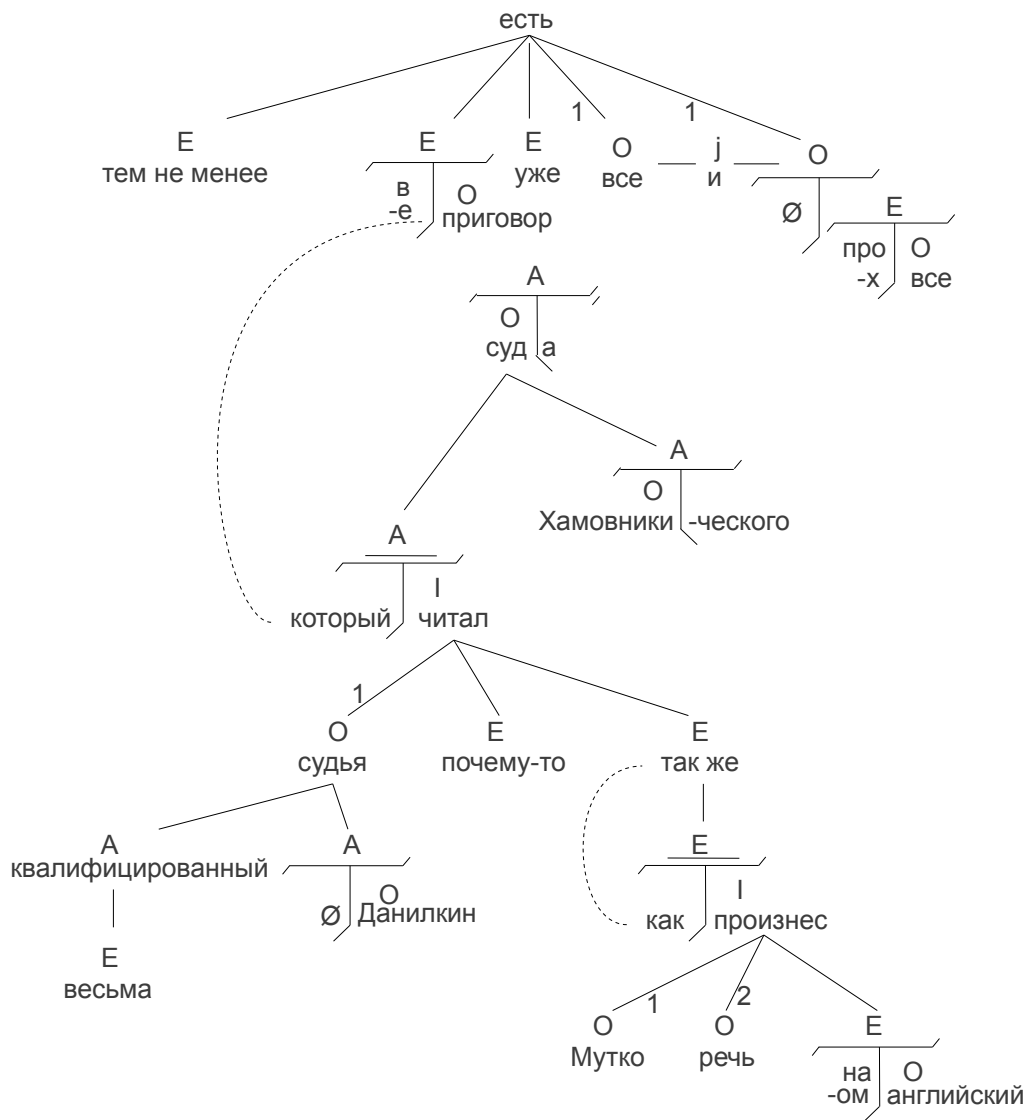 есть
1 1
Е Е Е О j О
тем не менее уже все и
в О
-е приговор
Ø Е
про О
-х все
А
О
суд а
А
О
Хамовники -ческого
А
I
который читал
1
О Е Е
судья почему-то так же
А А Е
квалифицированный
О I
Ø Данилкин как произнес
Е
весьма
1 2
О О Е
Мутко речь
на О
-ом английский